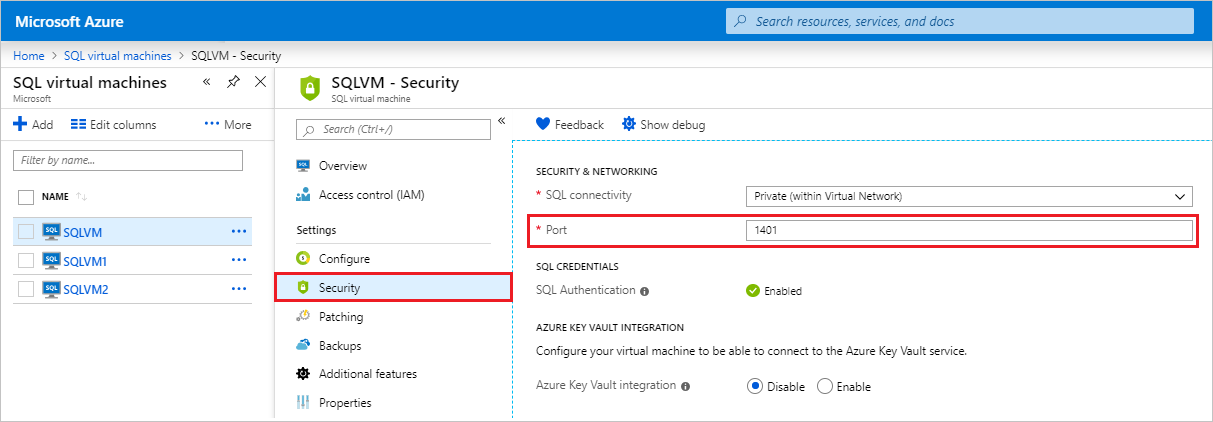 Microsoft Azure
Search resources, services, and docs
Home > SQL virtual machines > SQLVM - Security
SQL virtual machines
Microsoft
Add Edit columns More
Filter by name...
NAME
SQL SQLVM
SQL SQLVM1
SQL SQLVM2
SQLVM - Security
SQL virtual machine
Search (Ctrl+/)
Overview
Access control (IAM)
Settings
Configure
Security
Patching
Backups
Additional features
Properties
Feedback Show debug
SECURITY & NETWORKING
* SQL connectivity Private (within Virtual Network)
* Port 1401
SQL CREDENTIALS
SQL Authentication Enabled
AZURE KEY VAULT INTEGRATION
Configure your virtual machine to be able to connect to the Azure Key Vault service.
Azure Key Vault integration Disable Enable